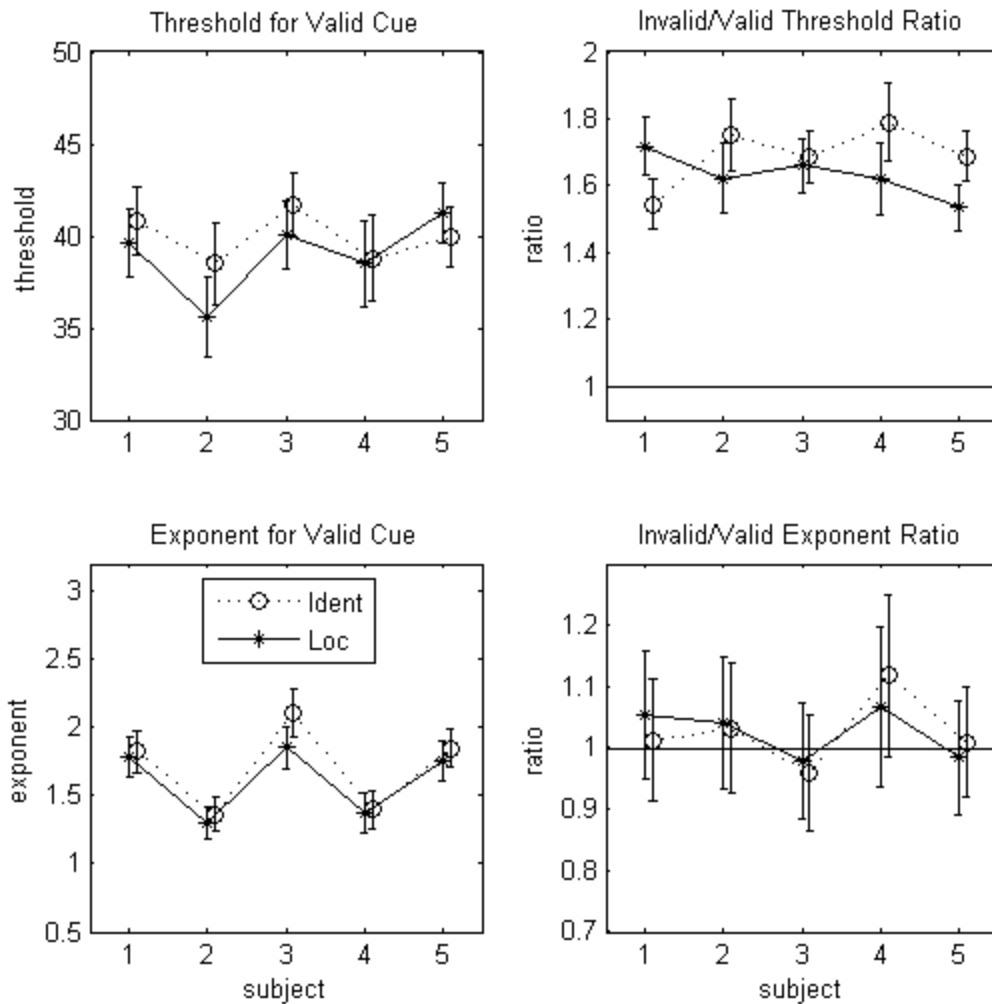 Threshold for Valid Cue
50
45
40
35
30
threshold
1 2 3 4 5
Invalid/Valid Threshold Ratio
2
1.8
1.6
1.4
1.2
1
ratio
1 2 3 4 5
Exponent for Valid Cue
3
2.5
2
1.5
1
0.5
exponent
Ident
Loc
1 2 3 4 5
subject
Invalid/Valid Exponent Ratio
1.2
1.1
1
0.9
0.8
0.7
ratio
1 2 3 4 5
subject